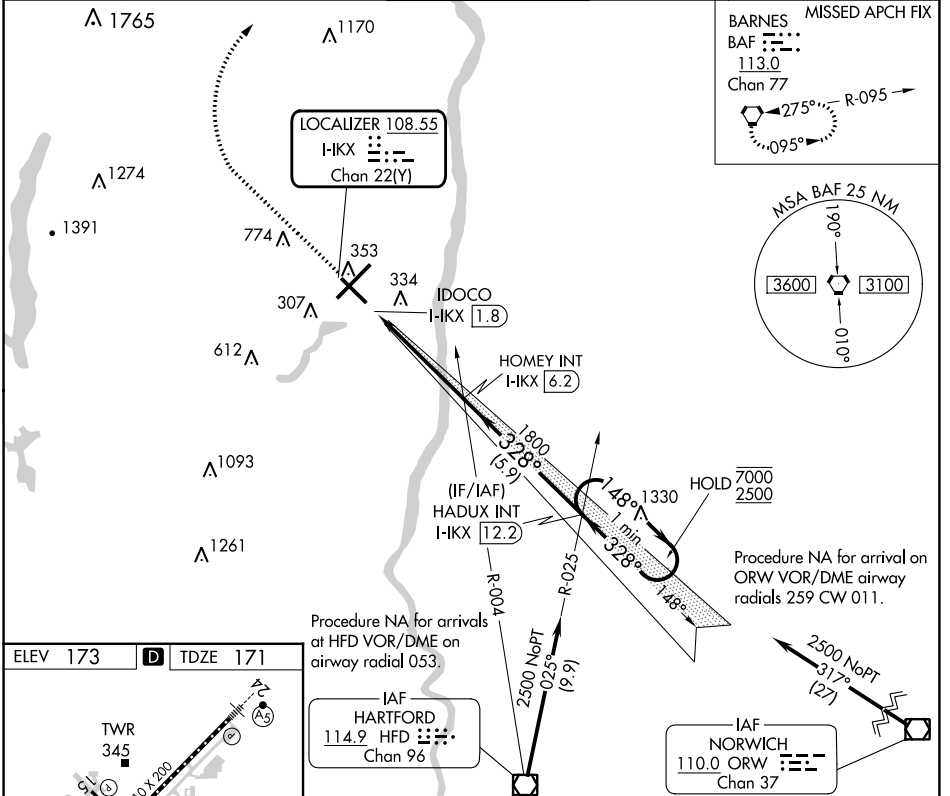 1765
1170
MISSED APCH FIX
BARNES
BAF
113.0
Chan 77
275°
R-095
095°
LOCALIZER 108.55
I-IKX
Chan 22(Y)
1274
1391
774
353
334
307
612
MSA BAF 25 NM
190°
3600
3100
010°
IDOCO
I-IKX 1.8
HOMEY INT
I-IKX 6.2
1800
328°
(5.9)
(IF/IAF)
HADUX INT
I-IKX 12.2
148°
1330
1 min
328°
148°
HOLD 7000
2500
1093
1261
R-004
R-025
Procedure NA for arrival on
ORW VOR/DME airway
radials 259 CW 011.
Procedure NA for arrivals
at HFD VOR/DME on
airway radial 053.
2500 NoPT
025°
(9.9)
2500 NoPT
317°
(27)
IAF
HARTFORD
114.9 HFD
Chan 96
IAF
NORWICH
110.0 ORW
Chan 37
ELEV 173
D
TDZE 171
24
A5
P
TWR
345
15
P
10 X 200